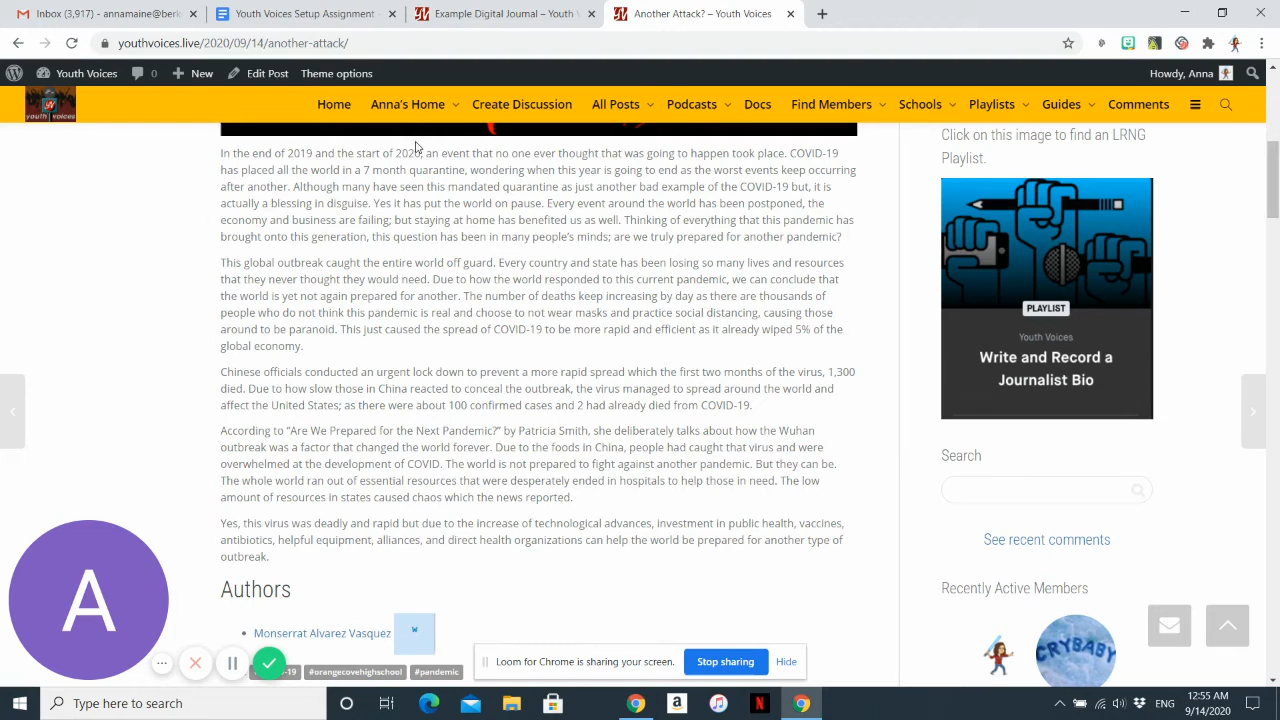 Inbox (3,917) - annamaine@berk
Sessions 3 & 4 - Google Docs
Example Digital Discussion – Youth V
Another Attack? – Youth Voices
youthvoices.live/2020/09/14/another-attack/
Youth Voices 0 New Edit Post Theme options Howdy, Anna
youth voices Home Anna's Home Create Discussion All Posts Podcasts Docs Find Members Schools Playlists Guides Comments
In the end of 2019 and the start of 2020, an event that no one ever thought that was going to happen took place. COVID-19
has placed all the world in a 7 month quarantine, wondering when this year is going to end as the worst events keep occurring
after another. Although many have seen this mandated quarantine as just another bad example of the COVID-19 but, it is
actually a blessing in disguise. Yes it has put the world on pause. Every event around the world has been postponed, the
economy and business are failing; but staying at home has benefited us as well. Thinking of everything that this pandemic has
brought onto this generation, this question has been in many people's minds; are we truly prepared for another pandemic?
This global outbreak caught the entire world off guard. Every country and state has been losing so many lives and resources
that they never thought they would need. Due to how the world responded to this current pandemic, we can conclude that
the world is yet not again prepared for another. The number of deaths keep increasing by day as there are thousands of
people who do not think this pandemic is real and choose to not wear masks and practice social distancing, causing those
around to be paranoid. This just caused the spread of COVID-19 to be more rapid and efficient as it already wiped 5% of the
global economy.
Chinese officials conducted an urgent lock down to prevent a more rapid spread which the first two months of the virus, 1,300
died. Due to how slow those in China reacted to conceal the outbreak, the virus managed to spread around the world and
affect the United States; as there were about 100 confirmed cases and 2 had already died from COVID-19.
According to “Are We Prepared for the Next Pandemic?” by Patricia Smith, she deliberately talks about how the Wuhan
outbreak was a factor that changed the world forever. Due to the foods in China, people had caught that virus and were
overwhelmed at the development of COVID. The world is not prepared to fight against another pandemic. But they can be.
The whole world ran out of essential resources that were desperately ended in hospitals to help those in need. The low
amount of resources in states caused chaos which the news reported.
Yes, this virus was deadly and rapid but due to the increase of technological advances, investment in public health, vaccines,
antibiotics, helpful equipment, alliances, and direct health organizations can help the world be prepared for another type of
outbreak.
Authors
Monserrat Alvarez Vasquez
-19 #orangecovehighschool #pandemic
Click on this image to find an LRNG
Playlist.
PLAYLIST
Youth Voices
Write and Record a
Journalist Bio
Search
See recent comments
Recently Active Members
CRYBABY
A
Loom for Chrome is sharing your screen. Stop sharing Hide
Type here to search
ENG
12:55 AM
9/14/2020